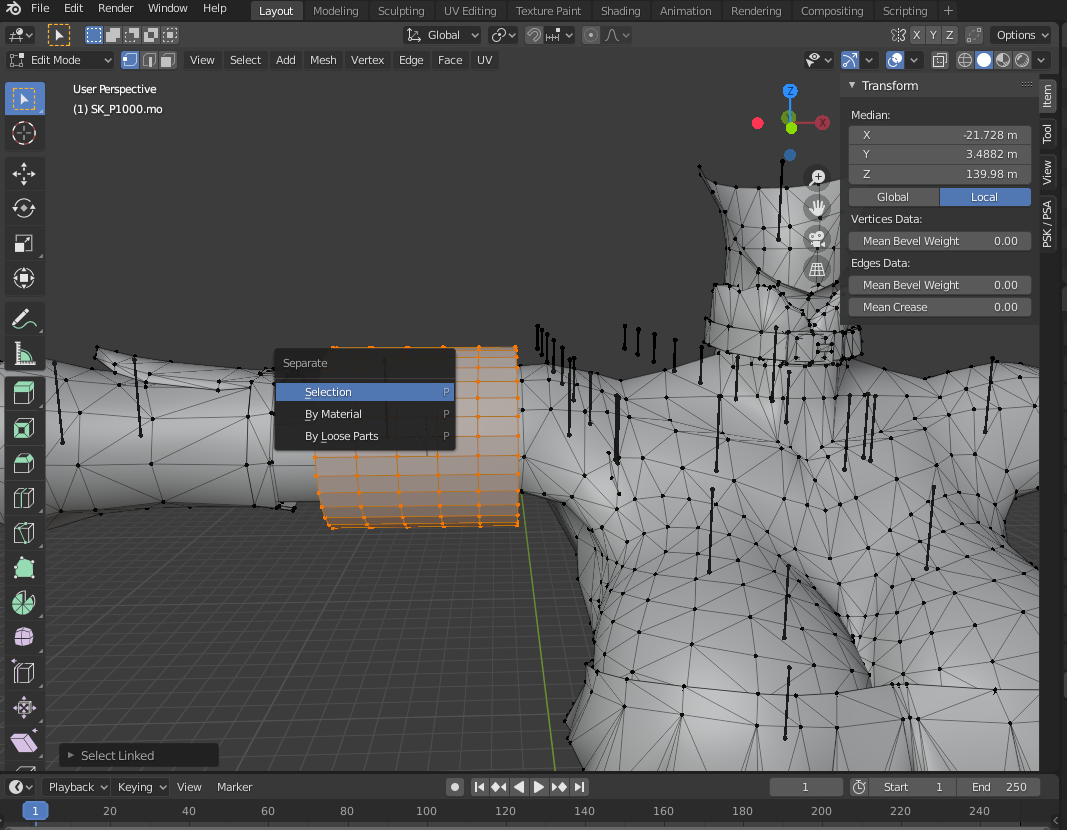 File Edit Render Window Help Layout Modeling Sculpting UV Editing Texture Paint Shading Animation Rendering Compositing Scripting +
Global X Y Z Options
Edit Mode View Select Add Mesh Vertex Edge Face UV
User Perspective
(1) SK_P1000.mo
Z
X
Transform
Median:
X -21.728 m
Y 3.4882 m
Z 139.98 m
Global Local
Vertices Data:
Mean Bevel Weight 0.00
Edges Data:
Mean Bevel Weight 0.00
Mean Crease 0.00
Item
Tool
View
PSK / PSA
Separate
Selection P
By Material P
By Loose Parts P
Select Linked
Playback Keying View Marker 1 Start 1 End 250
1 20 40 60 80 100 120 140 160 180 200 220 240